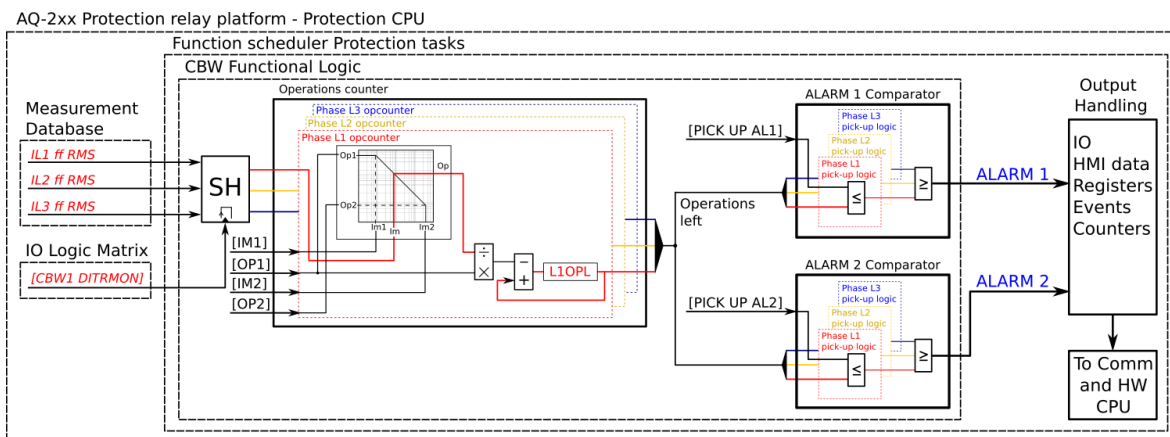 AQ-2xx Protection relay platform - Protection CPU
Function scheduler Protection tasks
CBW Functional Logic
Measurement
Database
IL1 ff RMS
IL2 ff RMS
IL3 ff RMS
IO Logic Matrix
[CBW1 DITRMON]
SH
Operations counter
Phase L3 opcounter
Phase L2 opcounter
Phase L1 opcounter
Op1
Op
Op2
Im1
Im
Im2
[IM1]
[OP1]
[IM2]
[OP2]
÷
×
−
+
L1OPL
Operations
left
ALARM 1 Comparator
[PICK UP AL1]
Phase L3
pick-up logic
Phase L2
pick-up logic
Phase L1
pick-up logic
≤
≥
ALARM 1
ALARM 2 Comparator
[PICK UP AL2]
Phase L3
pick-up logic
Phase L2
pick-up logic
Phase L1
pick-up logic
≤
≥
ALARM 2
Output
Handling
IO
HMI data
Registers
Events
Counters
To Comm
and HW
CPU